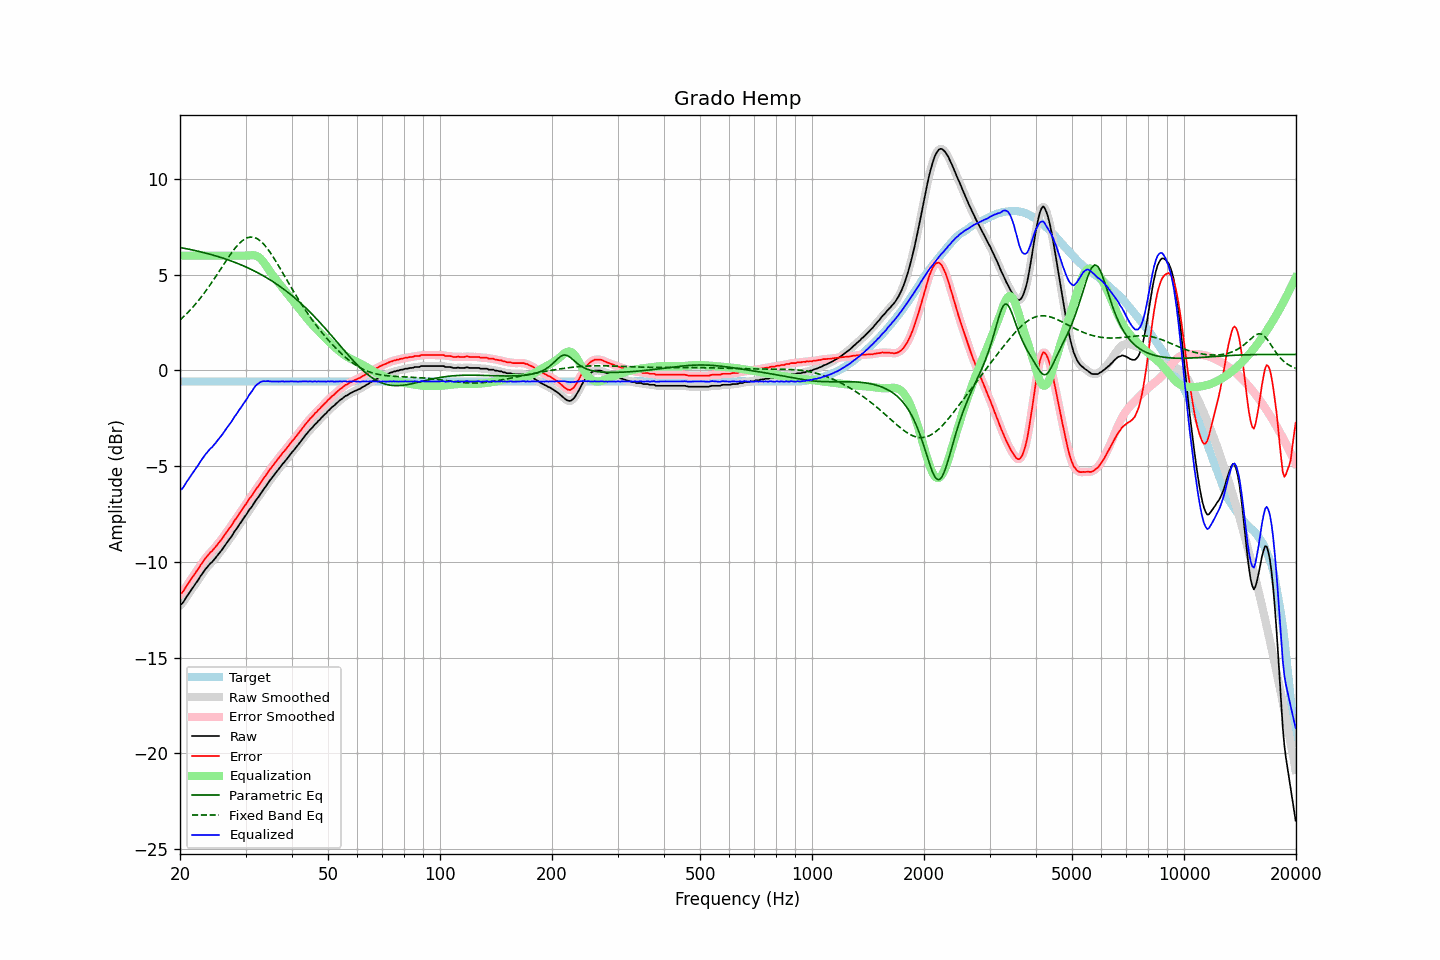 Grado Hemp
Amplitude (dBr)
10
5
0
−5
−10
−15
−20
−25
Target
Raw Smoothed
Error Smoothed
Raw
Error
Equalization
Parametric Eq
Fixed Band Eq
Equalized
20
50
100
200
500
1000
2000
5000
10000
20000
Frequency (Hz)